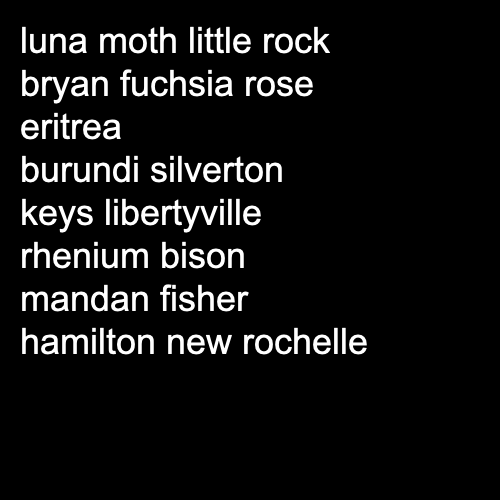 luna moth little rock
bryan fuchsia rose
eritrea
burundi silverton
keys libertyville
rhenium bison
mandan fisher
hamilton new rochelle